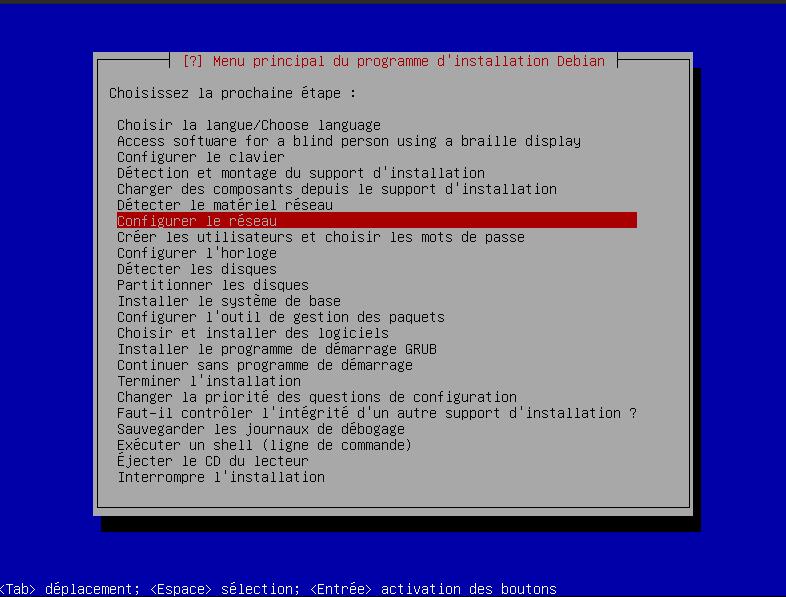 [?] Menu principal du programme d'installation Debian
Choisissez la prochaine étape :
Choisir la langue/Choose language
Access software for a blind person using a braille display
Configurer le clavier
Détection et montage du support d'installation
Charger des composants depuis le support d'installation
Détecter le matériel réseau
Configurer le réseau
Créer les utilisateurs et choisir les mots de passe
Configurer l'horloge
Détecter les disques
Partitionner les disques
Installer le système de base
Configurer l'outil de gestion des paquets
Choisir et installer des logiciels
Installer le programme de démarrage GRUB
Continuer sans programme de démarrage
Terminer l'installation
Changer la priorité des questions de configuration
Faut-il contrôler l'intégrité d'un autre support d'installation ?
Sauvegarder les journaux de débogage
Exécuter un shell (ligne de commande)
Éjecter le CD du lecteur
Interrompre l'installation
<Tab> déplacement; <Espace> sélection; <Entrée> activation des boutons